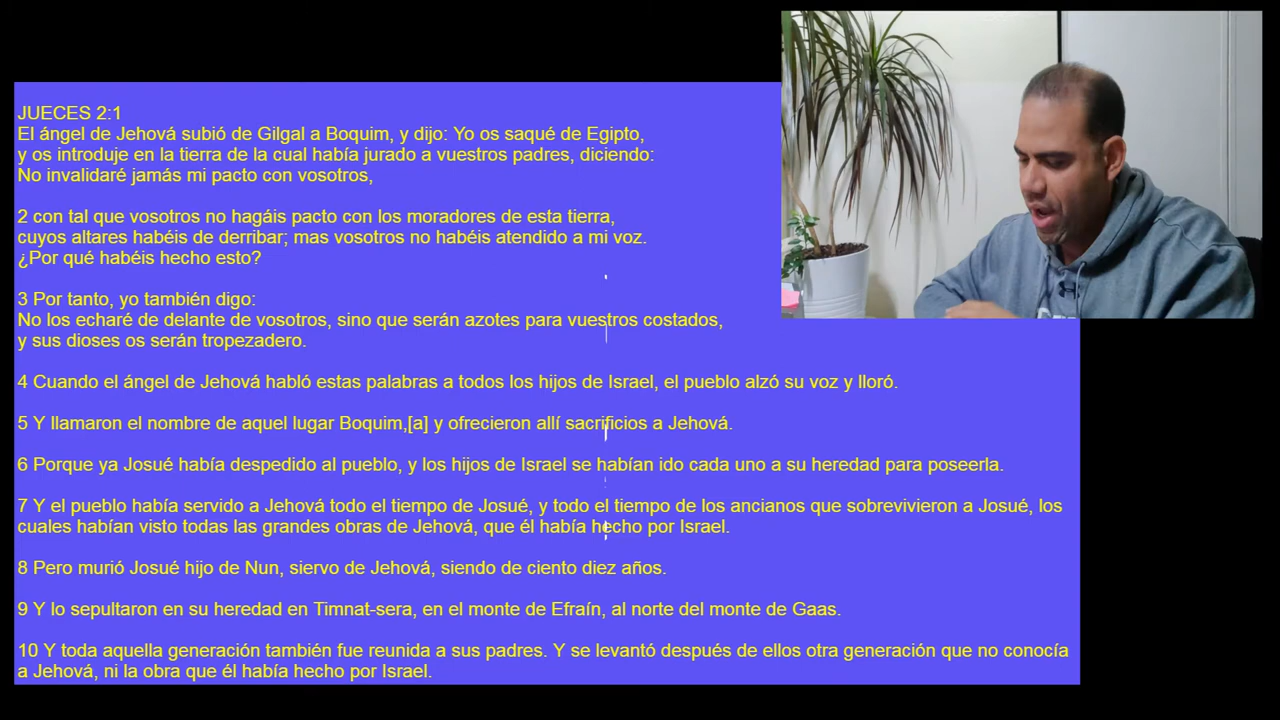 JUECES 2:1
El ángel de Jehová subió de Gilgal a Boquim, y dijo: Yo os saqué de Egipto,
y os introduje en la tierra de la cual había jurado a vuestros padres, diciendo:
No invalidaré jamás mi pacto con vosotros,
2 con tal que vosotros no hagáis pacto con los moradores de esta tierra,
cuyos altares habéis de derribar; mas vosotros no habéis atendido a mi voz.
¿Por qué habéis hecho esto?
3 Por tanto, yo también digo:
No los echaré de delante de vosotros, sino que serán azotes para vuestros costados,
y sus dioses os serán tropezadero.
4 Cuando el ángel de Jehová habló estas palabras a todos los hijos de Israel, el pueblo alzó su voz y lloró.
5 Y llamaron el nombre de aquel lugar Boquim,[a] y ofrecieron allí sacrificios a Jehová.
6 Porque ya Josué había despedido al pueblo, y los hijos de Israel se habían ido cada uno a su heredad para poseerla.
7 Y el pueblo había servido a Jehová todo el tiempo de Josué, y todo el tiempo de los ancianos que sobrevivieron a Josué, los
cuales habían visto todas las grandes obras de Jehová, que él había hecho por Israel.
8 Pero murió Josué hijo de Nun, siervo de Jehová, siendo de ciento diez años.
9 Y lo sepultaron en su heredad en Timnat-sera, en el monte de Efraín, al norte del monte de Gaas.
10 Y toda aquella generación también fue reunida a sus padres. Y se levantó después de ellos otra generación que no conocía
a Jehová, ni la obra que él había hecho por Israel.